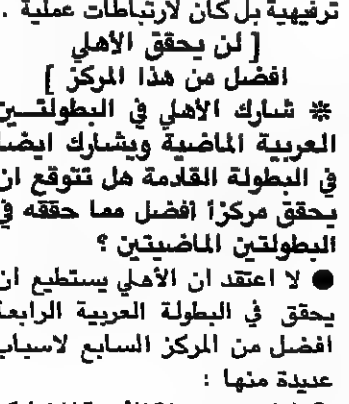 ترفيهية بل كان لارتباطات عملية .
[ لن يحقق الأهلي
افضل من هذا المركز ]
※ شارك الأهلي في البطولتـــين
العربية الماضية ويشارك ايضا
في البطولة القادمة هل تتوقع ان
يحقق مركزاً أفضل مما حققه في
البطولتين الماضيتين ؟
● لا اعتقد ان الأهلي يستطيع ان
يحقق في البطولة العربية الرابعة
افضل من المركز السابع لاسباب
عديدة منها :